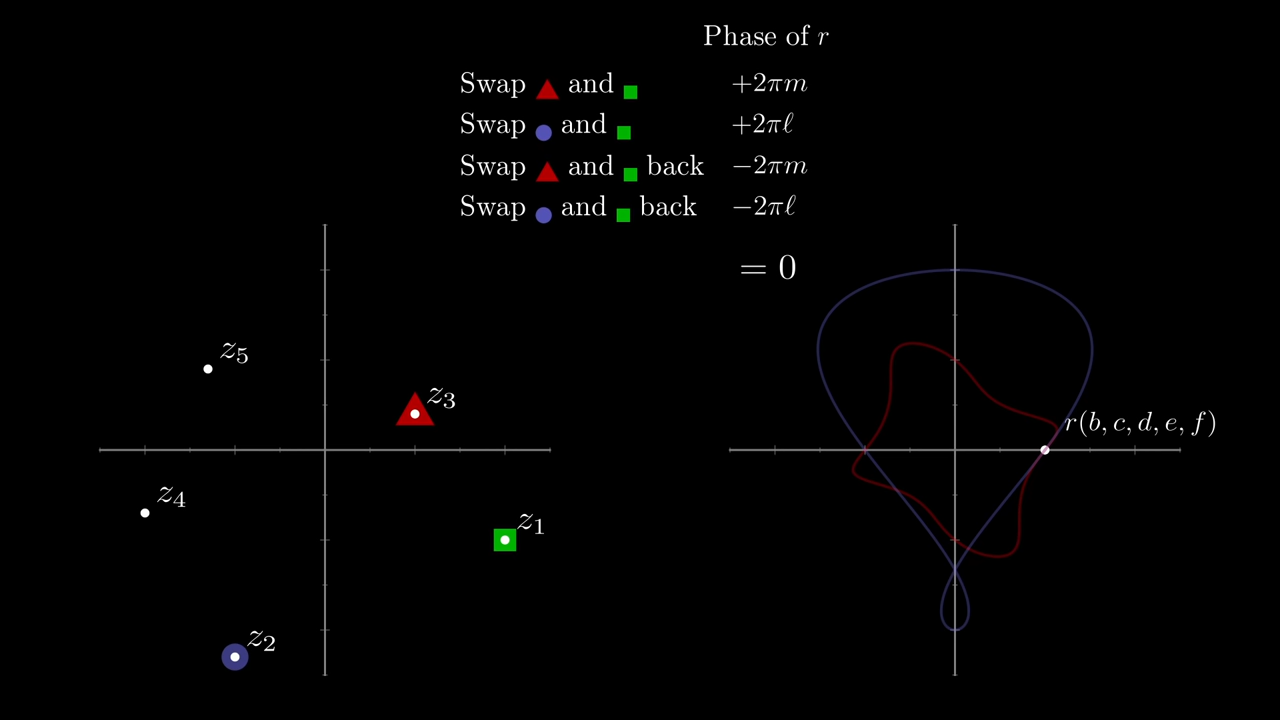 Phase of r
Swap and +2πm
Swap and +2πℓ
Swap and back −2πm
Swap and back −2πℓ
= 0
z₅
z₃
r(b, c, d, e, f)
z₄
z₁
z₂